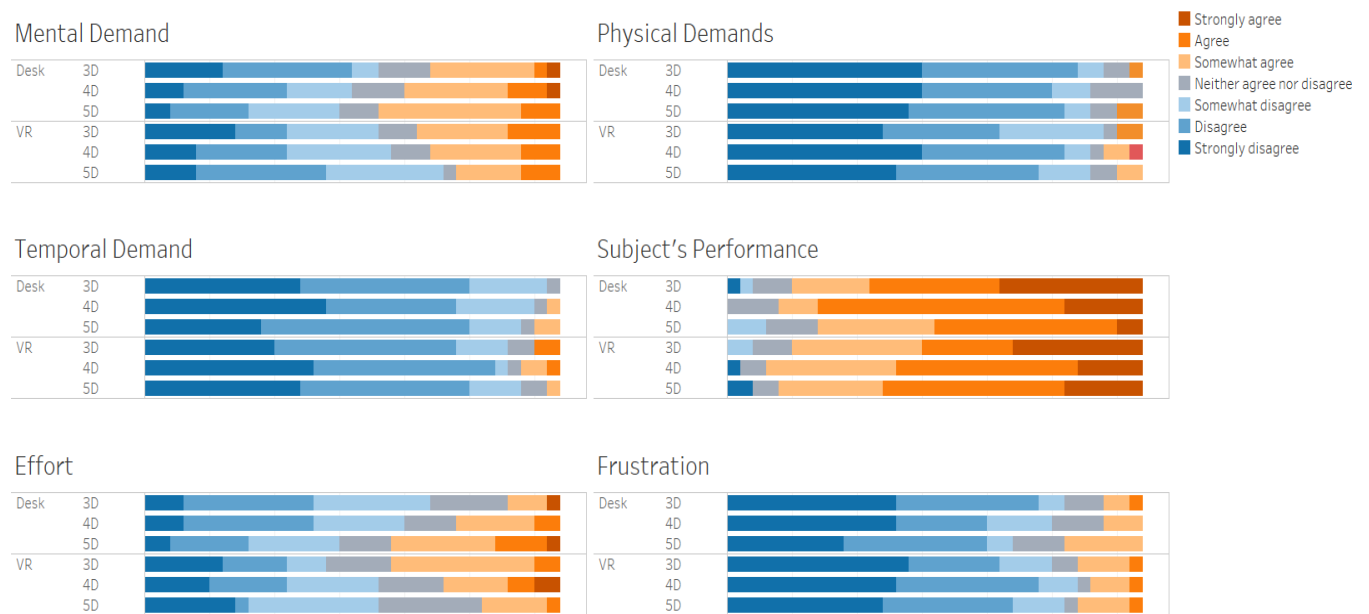 Mental Demand
Desk 3D
4D
5D
VR 3D
4D
5D
Physical Demands
Desk 3D
4D
5D
VR 3D
4D
5D
Strongly agree
Agree
Somewhat agree
Neither agree nor disagree
Somewhat disagree
Disagree
Strongly disagree
Temporal Demand
Desk 3D
4D
5D
VR 3D
4D
5D
Subject's Performance
Desk 3D
4D
5D
VR 3D
4D
5D
Effort
Desk 3D
4D
5D
VR 3D
4D
5D
Frustration
Desk 3D
4D
5D
VR 3D
4D
5D